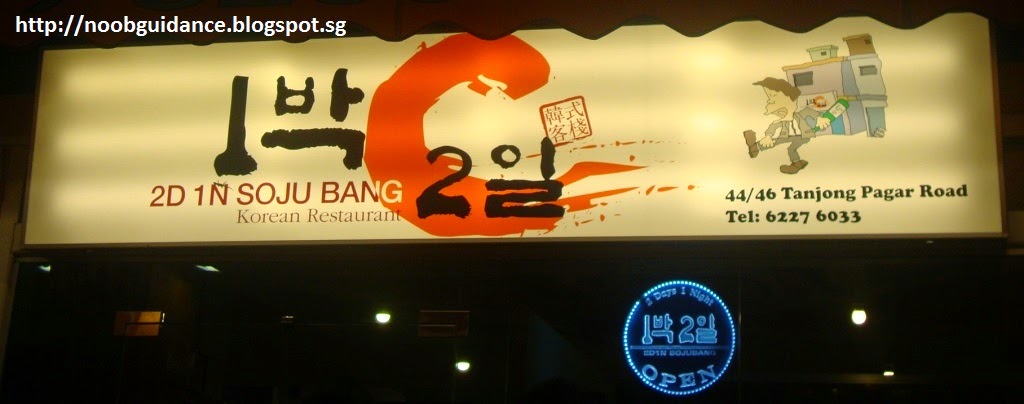 http://noobguidance.blogspot.sg
1박
2일
韓式
客棧
2D 1N SOJU BANG
Korean Restaurant
44/46 Tanjong Pagar Road
Tel: 6227 6033
2 Days 1 Night
1박 2일
2D1N SOJUBANG
OPEN